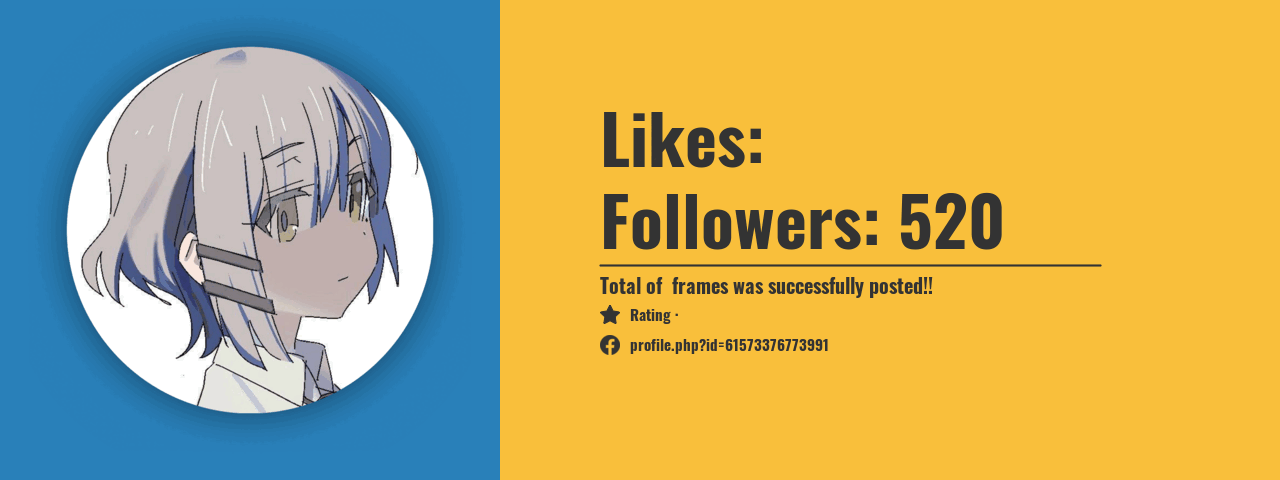 Likes:
Followers: 520
Total of  frames was successfully posted!!
Rating ·
profile.php?id=61573376773991